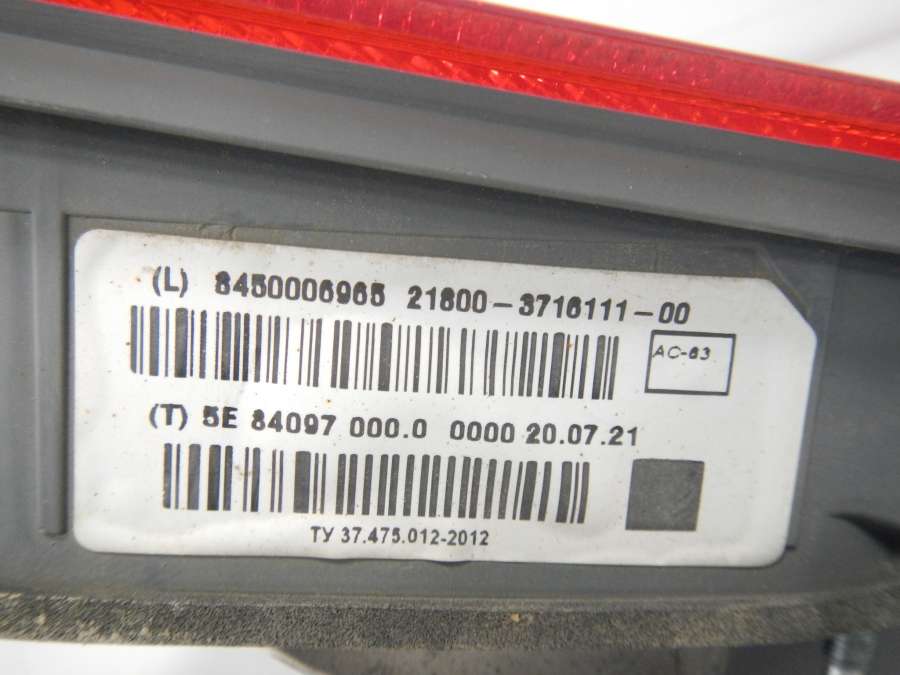 (L) 8450006965 21800-3716111-00
AC-63
(T) 5E 84097 000.0 0000 20.07.21
ТУ 37.475.012-2012